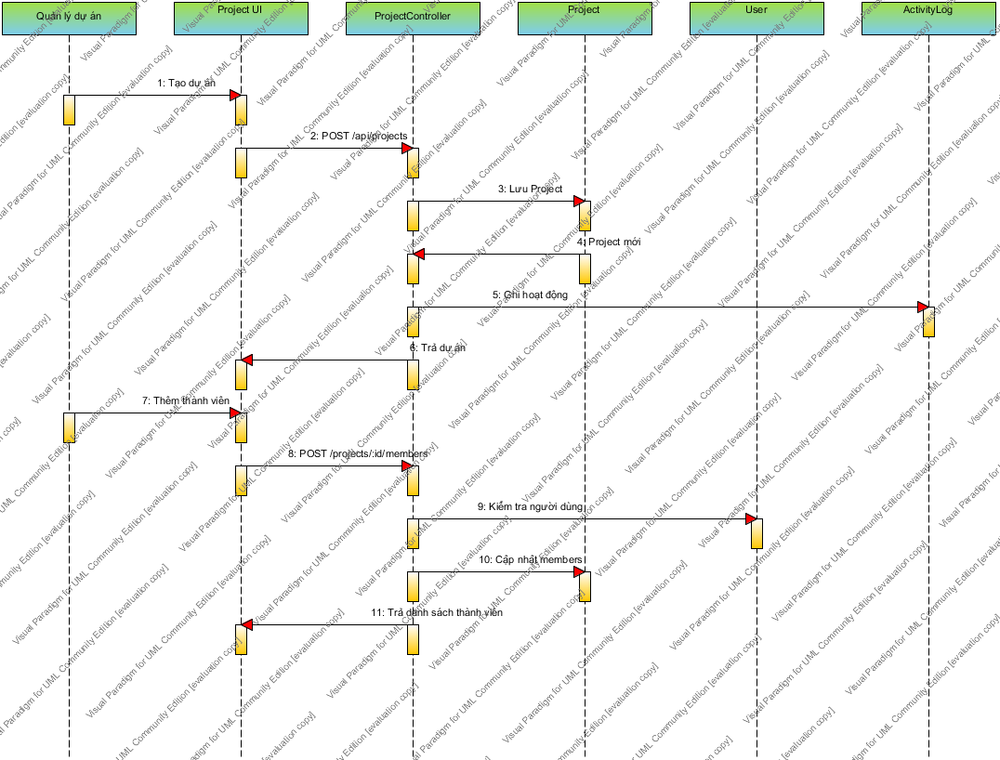 Quản lý dự án
Project UI
ProjectController
Project
User
ActivityLog
1: Tạo dự án
2: POST /api/projects
3: Lưu Project
4: Project mới
5: Ghi hoạt động
6: Trả dự án
7: Thêm thành viên
8: POST /projects/:id/members
9: Kiểm tra người dùng
10: Cập nhật members
11: Trả danh sách thành viên
Visual Paradigm for UML Community Edition [evaluation copy]